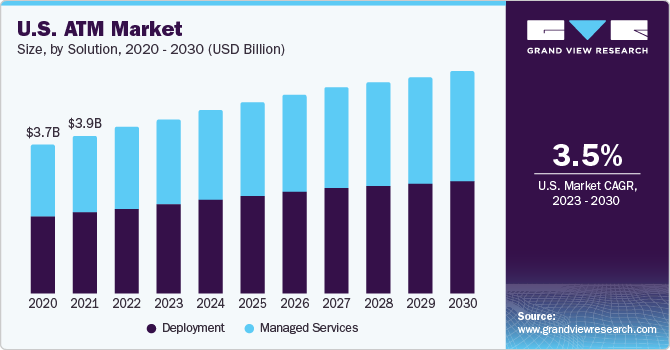 U.S. ATM Market
Size, by Solution, 2020 - 2030 (USD Billion)
$3.7B
$3.9B
2020 2021 2022 2023 2024 2025 2026 2027 2028 2029 2030
Deployment Managed Services
GRAND VIEW RESEARCH
3.5%
U.S. Market CAGR,
2023 - 2030
Source:
www.grandviewresearch.com